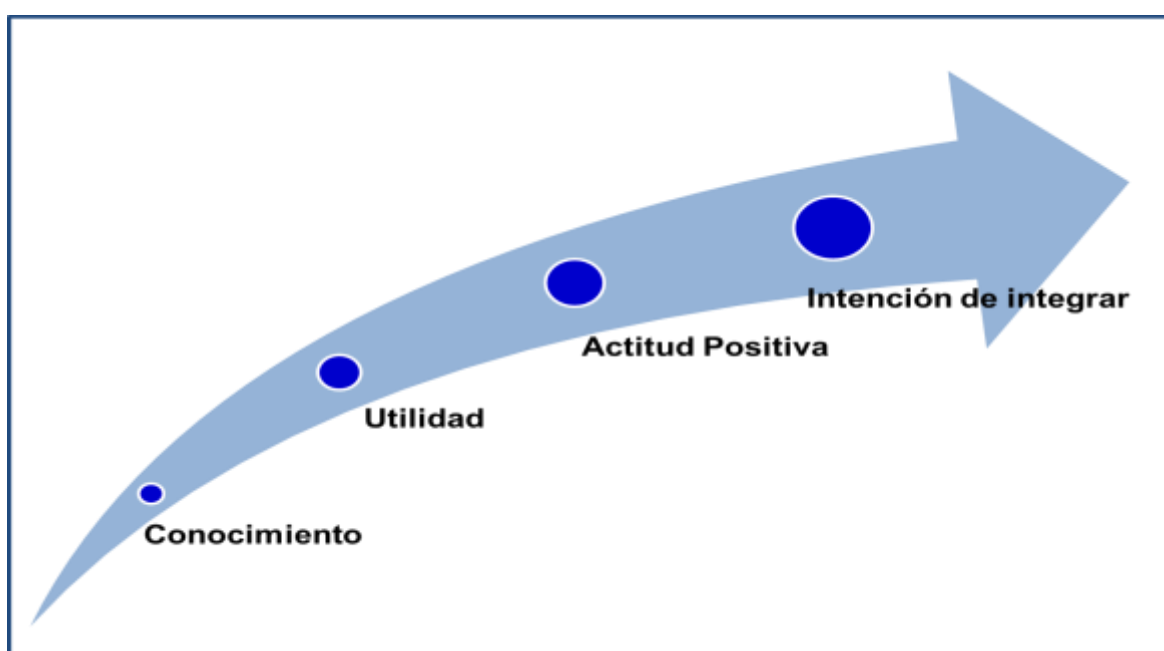 Intención de integrar
Actitud Positiva
Utilidad
Conocimiento